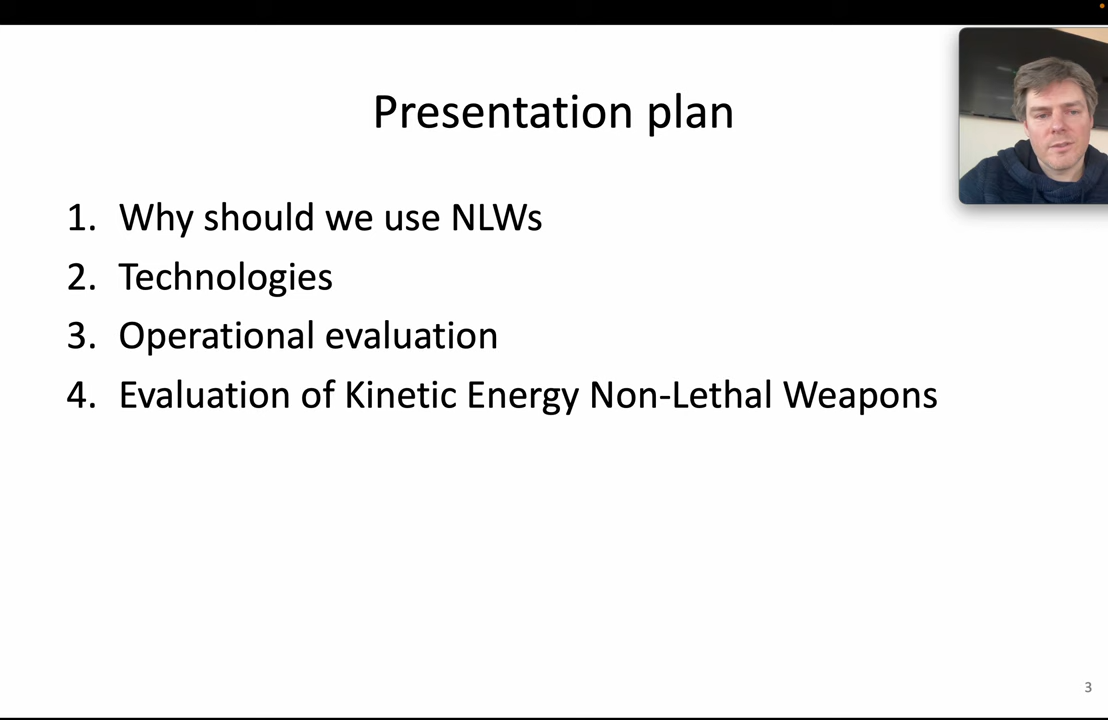 Presentation plan
1. Why should we use NLWs
2. Technologies
3. Operational evaluation
4. Evaluation of Kinetic Energy Non-Lethal Weapons
3